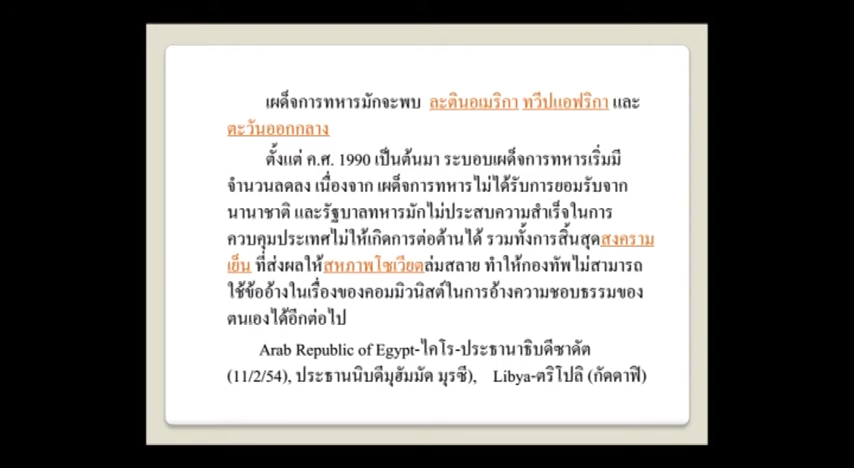 เผด็จการทหารมักจะพบ ละตินอเมริกา ทวีปแอฟริกา และ
ตะวันออกกลาง
ตั้งแต่ ค.ศ. 1990 เป็นต้นมา ระบอบเผด็จการทหารเริ่มมี
จำนวนลดลง เนื่องจาก เผด็จการทหารไม่ได้รับการยอมรับจาก
นานาชาติ และรัฐบาลทหารมักไม่ประสบความสำเร็จในการ
ควบคุมประเทศไม่ให้เกิดการต่อต้านได้ รวมทั้งการสิ้นสุดสงคราม
เย็น ที่ส่งผลให้สหภาพโซเวียตล่มสลาย ทำให้กองทัพไม่สามารถ
ใช้ข้ออ้างในเรื่องของคอมมิวนิสต์ในการอ้างความชอบธรรมของ
ตนเองได้อีกต่อไป
Arab Republic of Egypt-ไคโร-ประธานาธิบดีซาดัต
(11/2/54), ประธานนิบดีมุฮัมมัด มุรซี), Libya-ตริโปลิ (กัดดาฟี)